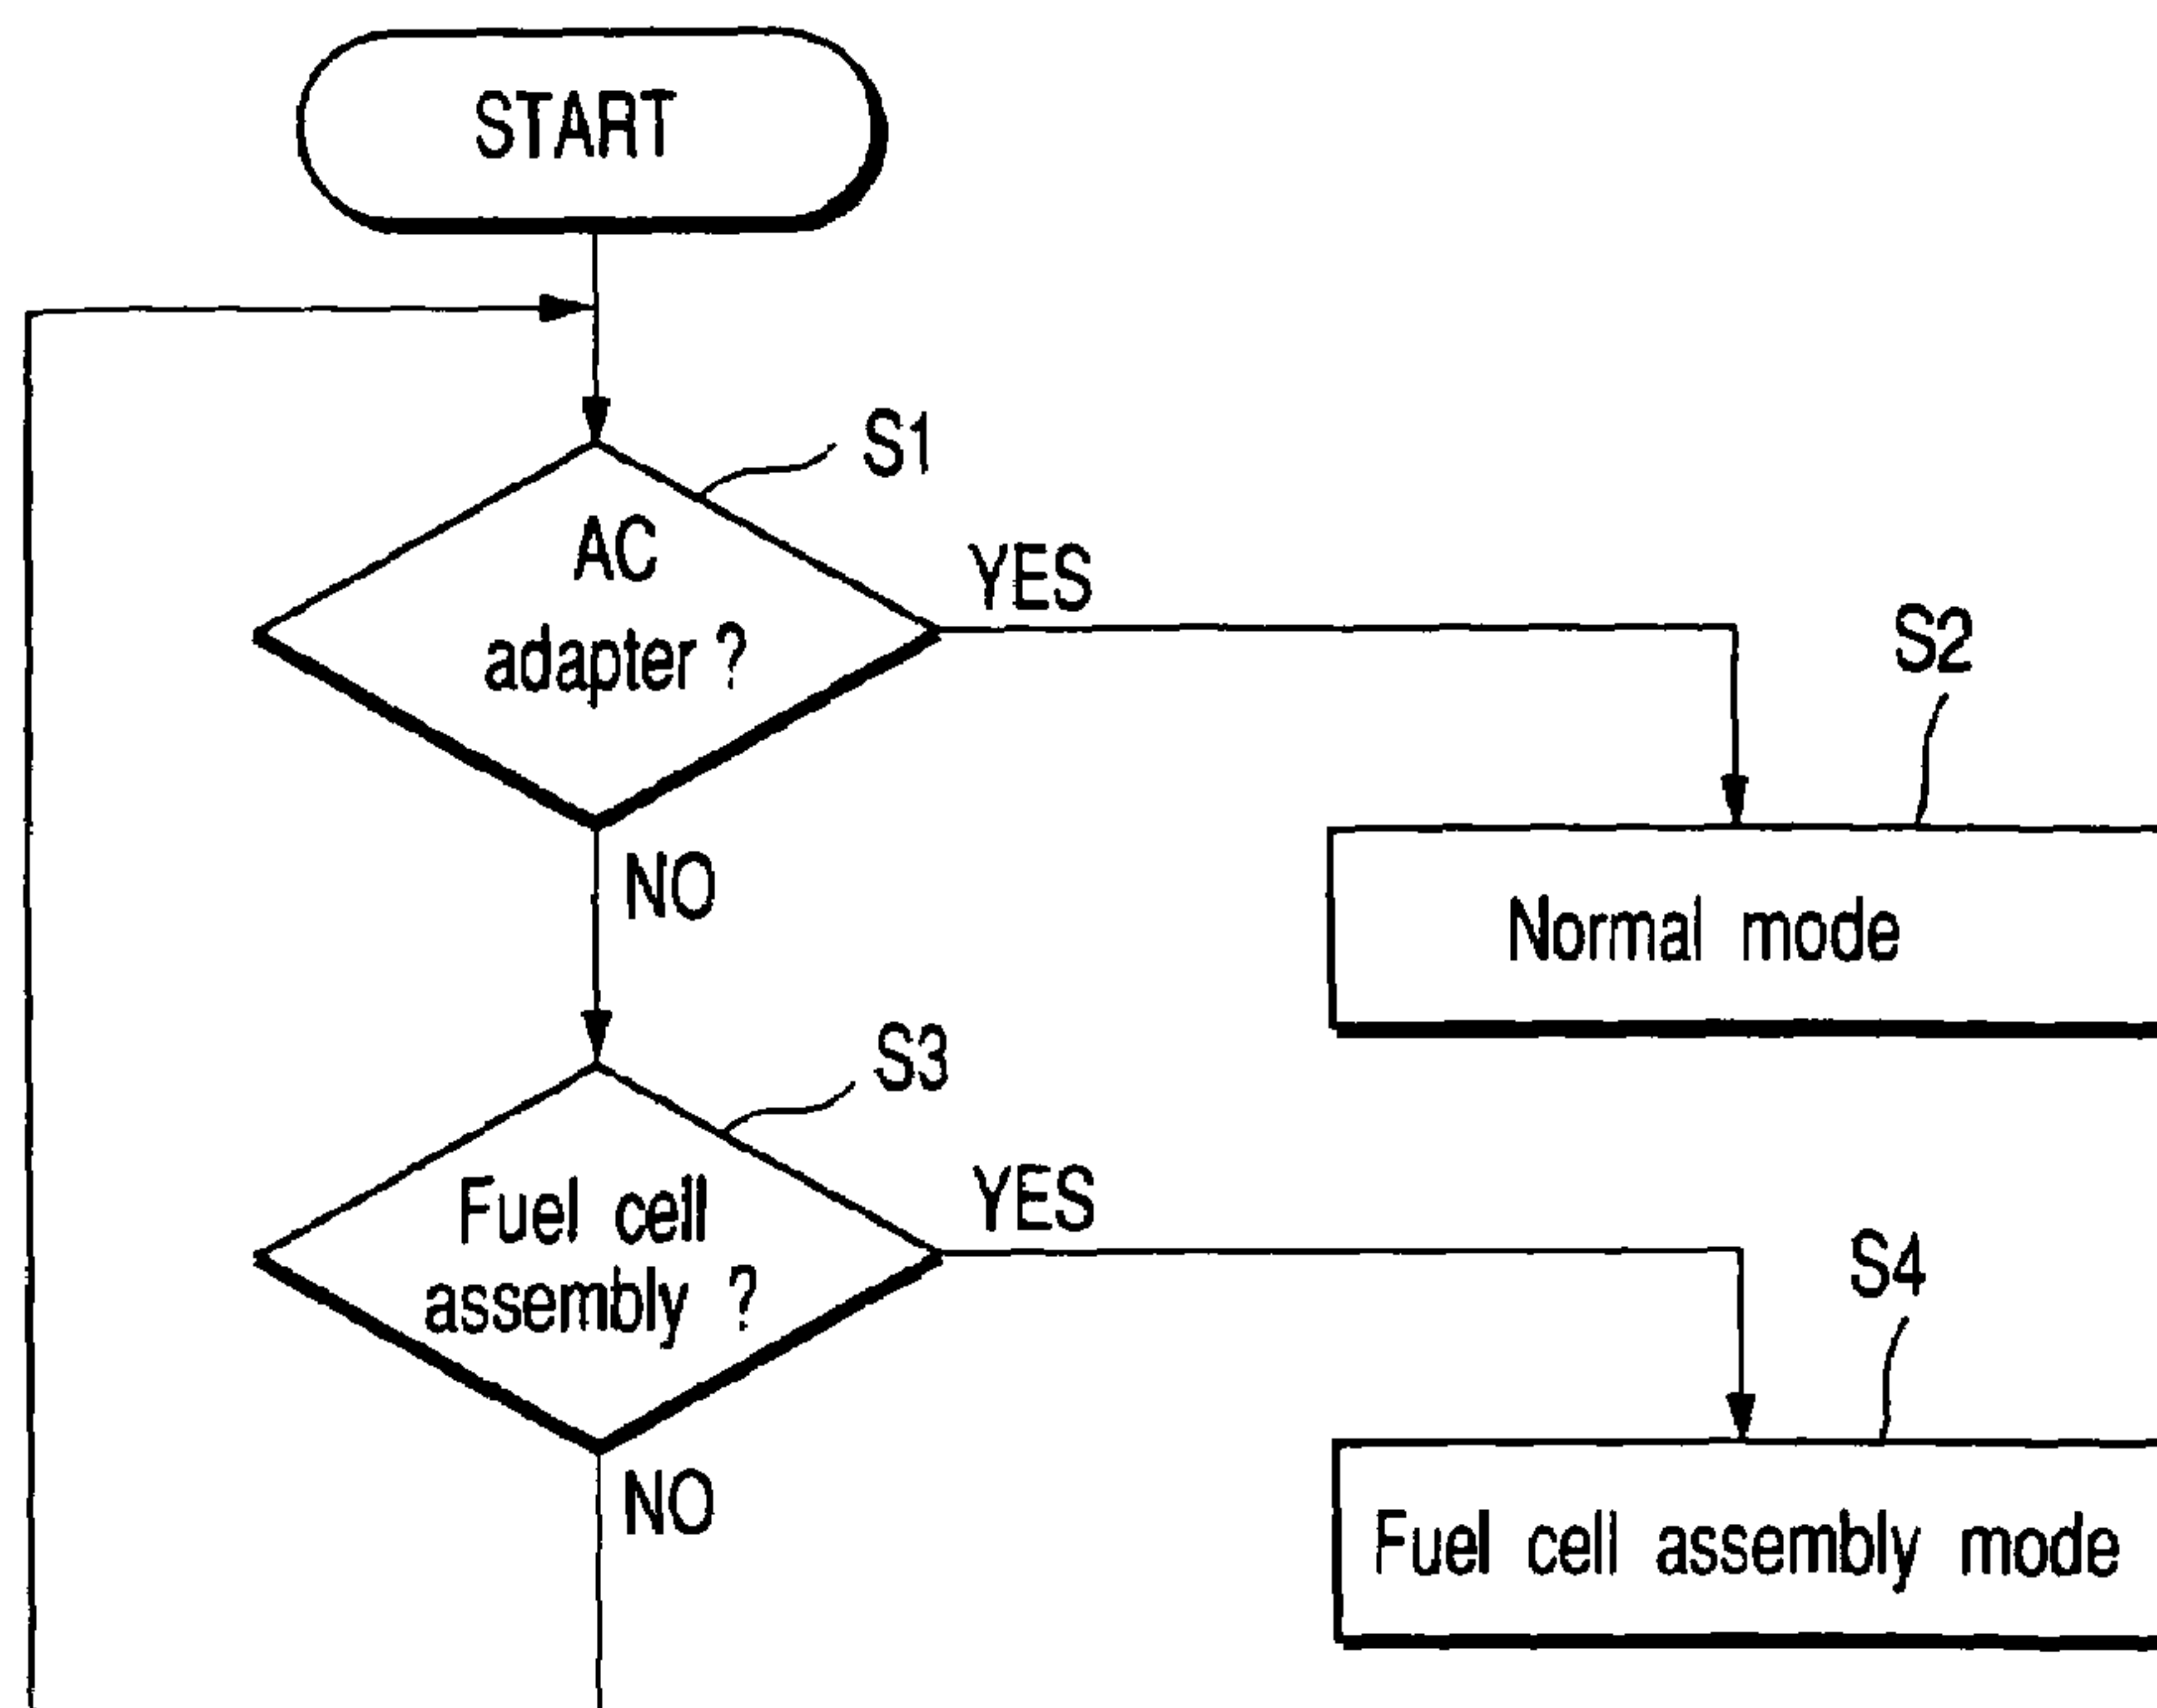 START
S1
AC
adapter ?
YES
S2
Normal mode
NO
S3
Fuel cell
assembly ?
YES
S4
Fuel cell assembly mode
NO